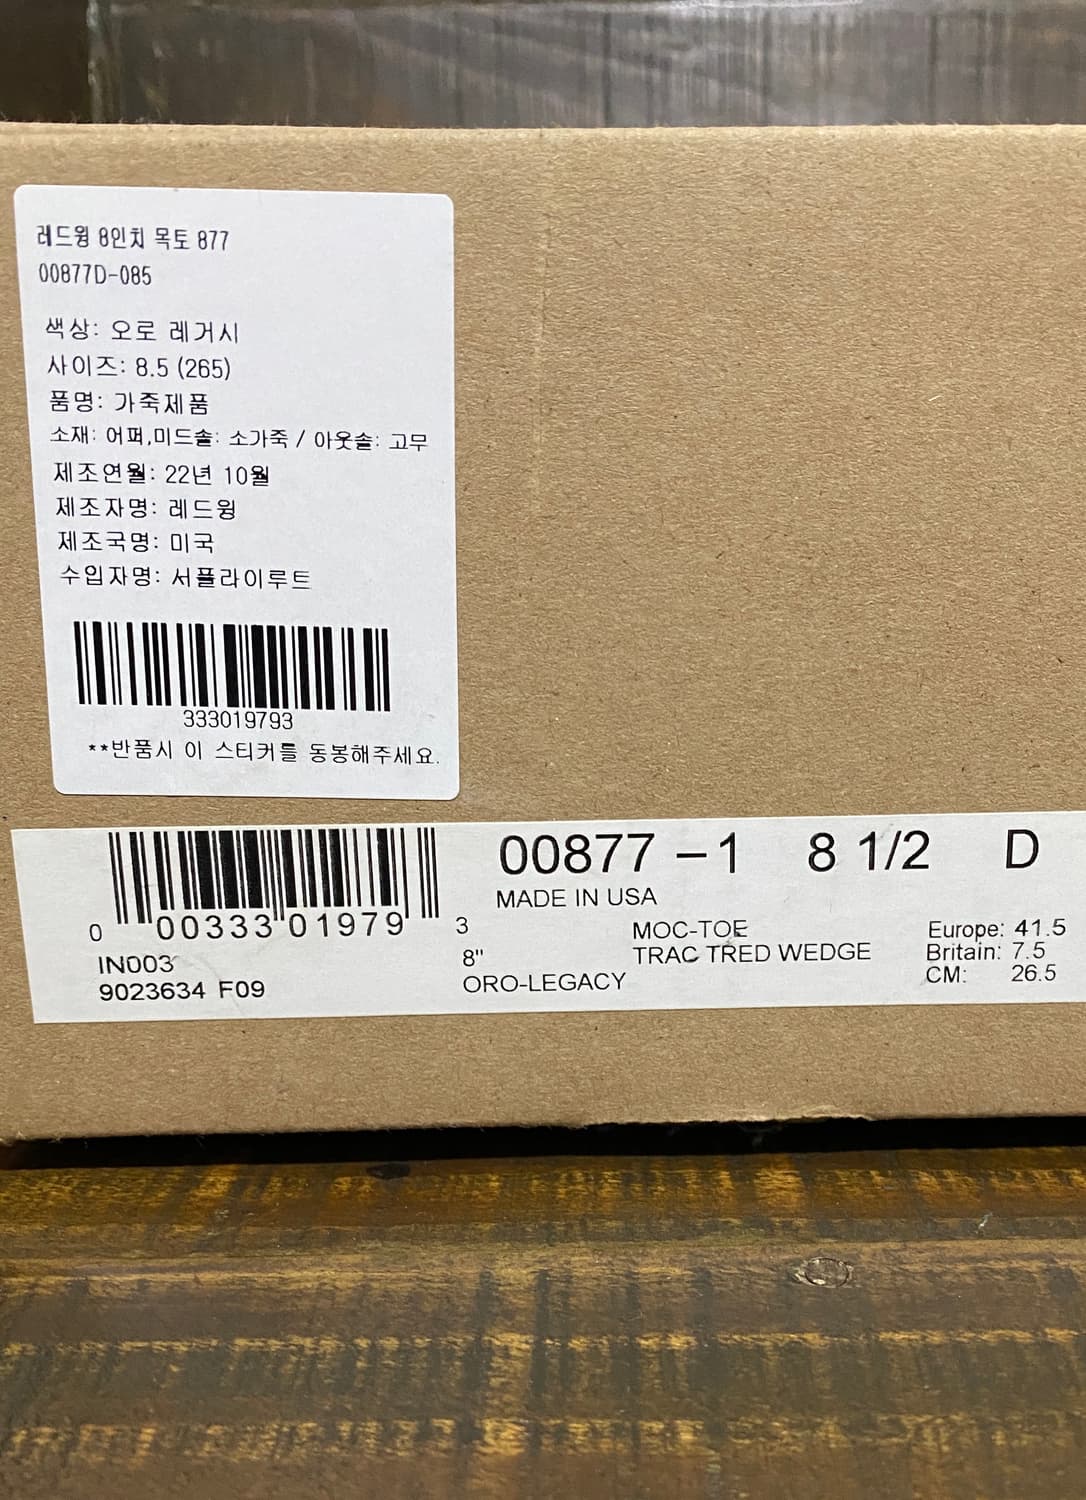 레드윙 8인치 목토 877
00877D-085
색상: 오로 레거시
사이즈: 8.5 (265)
품명: 가죽제품
소재: 어퍼,미드솔: 소가죽 / 아웃솔: 고무
제조연월: 22년 10월
제조자명: 레드윙
제조국명: 미국
수입자명: 서플라이루트
333019793
**반품시 이 스티커를 동봉해주세요.
00877 -1 8 1/2 D
MADE IN USA
0 00333 01979 3
MOC-TOE
8" TRAC TRED WEDGE
ORO-LEGACY
Europe: 41.5
Britain: 7.5
CM: 26.5
IN003
9023634 F09